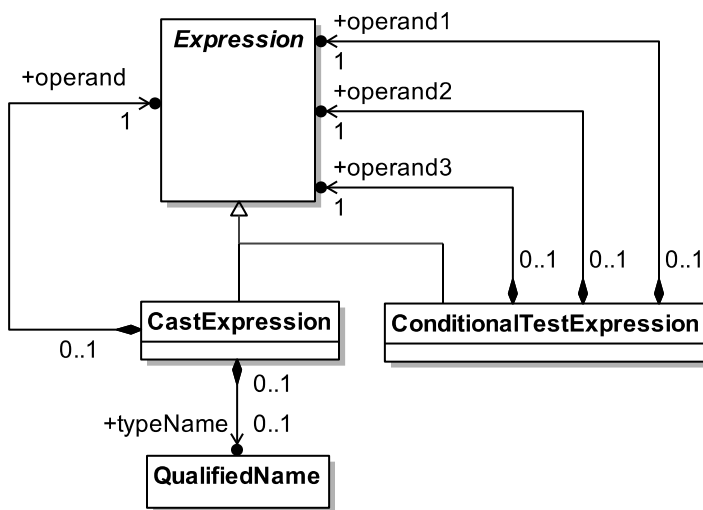 +operand1
Expression
1
+operand
1
+operand2
1
+operand3
1
0..1
0..1
0..1
CastExpression
ConditionalTestExpression
0..1
0..1
+typeName
0..1
QualifiedName